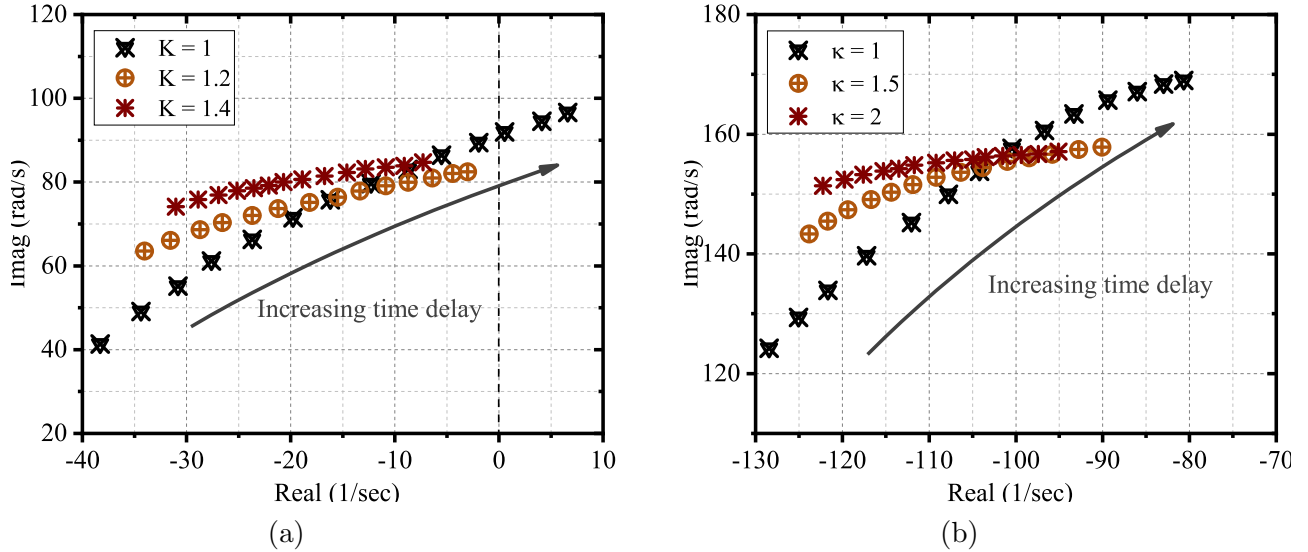 120
100
80
60
40
20
Imag (rad/s)
K = 1
K = 1.2
K = 1.4
Increasing time delay
-40 -30 -20 -10 0 10
Real (1/sec)
(a)
180
160
140
120
Imag (rad/s)
κ = 1
κ = 1.5
κ = 2
Increasing time delay
-130 -120 -110 -100 -90 -80 -70
Real (1/sec)
(b)